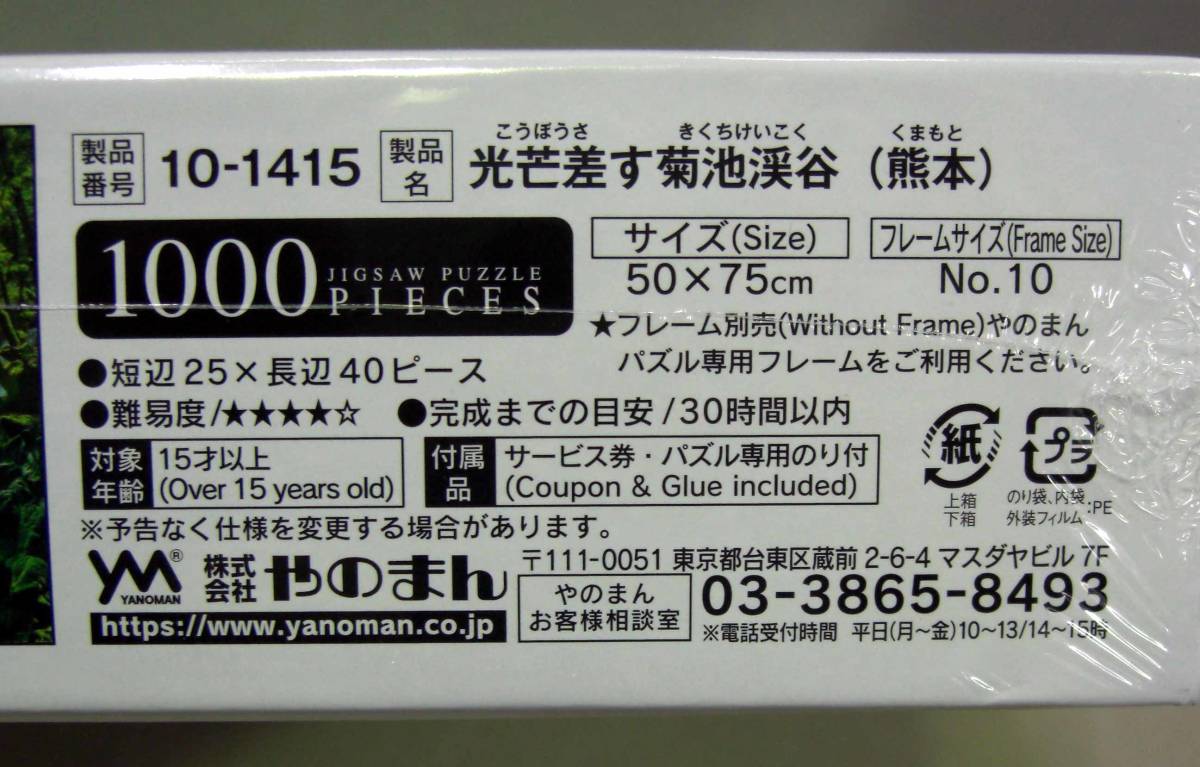 こうぼうさ きくちけいこく くまもと
製品番号 10-1415 製品名 光芒差す菊池渓谷（熊本）
1000 JIGSAW PUZZLE PIECES
サイズ(Size) フレームサイズ(Frame Size)
50×75cm No.10
★フレーム別売(Without Frame)やのまん
パズル専用フレームをご利用ください。
●短辺25×長辺40ピース
●難易度/★★★★☆ ●完成までの目安/30時間以内
対象年齢 15才以上
(Over 15 years old)
付属品 サービス券・パズル専用のり付
(Coupon & Glue included)
紙
上箱
下箱
プラ
のり袋、内袋、
外装フィルム :PE
※予告なく仕様を変更する場合があります。
YM® YANOMAN 株式会社 やのまん
https://www.yanoman.co.jp
〒111-0051 東京都台東区蔵前 2-6-4 マスダヤビル 7F
やのまん
お客様相談室
03-3865-8493
※電話受付時間 平日(月～金)10～13/14～15時